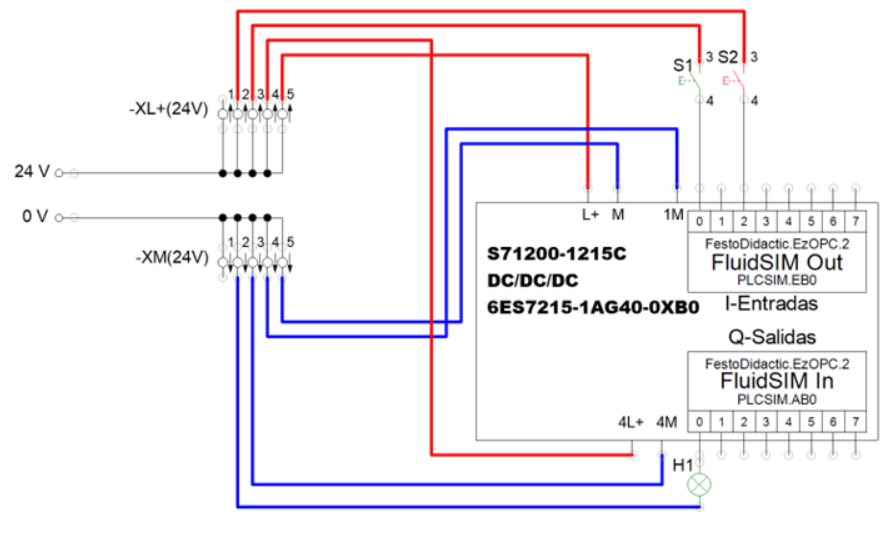 S1
3
S2
3
4
4
-XL+(24V)
1 2 3 4 5
24 V
0 V
-XM(24V)
1 2 3 4 5
L+ M 1M
0 1 2 3 4 5 6 7
FestoDidactic.EzOPC.2
FluidSIM Out
PLCSIM.EB0
S71200-1215C
DC/DC/DC
6ES7215-1AG40-0XB0
I-Entradas
Q-Salidas
FestoDidactic.EzOPC.2
FluidSIM In
PLCSIM.AB0
4L+ 4M
0 1 2 3 4 5 6 7
H1